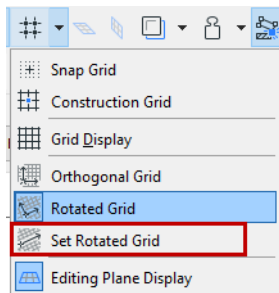 Snap Grid
Construction Grid
Grid Display
Orthogonal Grid
Rotated Grid
Set Rotated Grid
Editing Plane Display